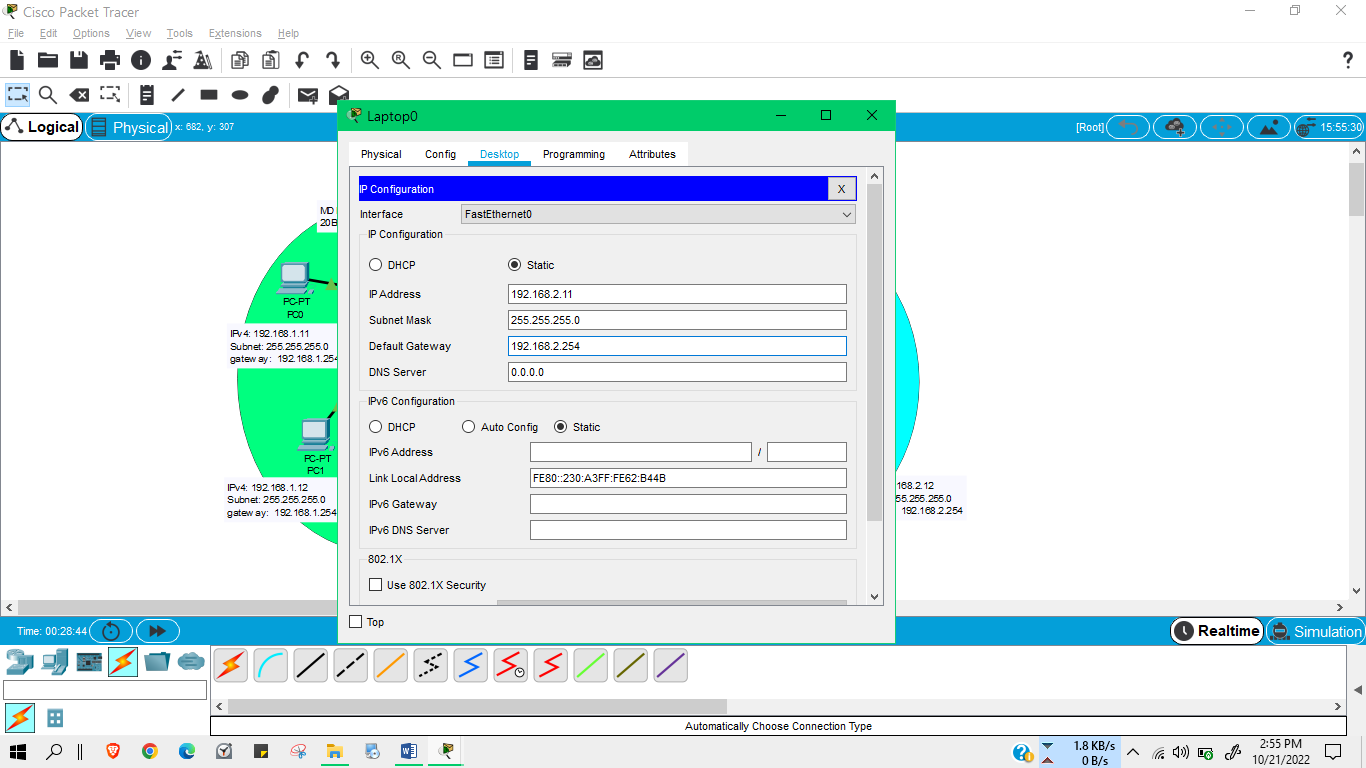 Cisco Packet Tracer
File Edit Options View Tools Extensions Help
?
Logical Physical x: 682, y: 307 [Root] 15:55:30
Laptop0
Physical Config Desktop Programming Attributes
IP Configuration X
Interface FastEthernet0
IP Configuration
DHCP Static
IP Address 192.168.2.11
Subnet Mask 255.255.255.0
Default Gateway 192.168.2.254
DNS Server 0.0.0.0
IPv6 Configuration
DHCP Auto Config Static
IPv6 Address /
Link Local Address FE80::230:A3FF:FE62:B44B
IPv6 Gateway
IPv6 DNS Server
802.1X
Use 802.1X Security
Top
MD
20B
PC-PT
PC0
IPv4: 192.168.1.11
Subnet: 255.255.255.0
gateway: 192.168.1.254
PC-PT
PC1
IPv4: 192.168.1.12
Subnet: 255.255.255.0
gateway: 192.168.1.254
68.2.12
55.255.0
192.168.2.254
Time: 00:28:44 Realtime Simulation
Automatically Choose Connection Type
1.8 KB/s
0 B/s
2:55 PM
10/21/2022